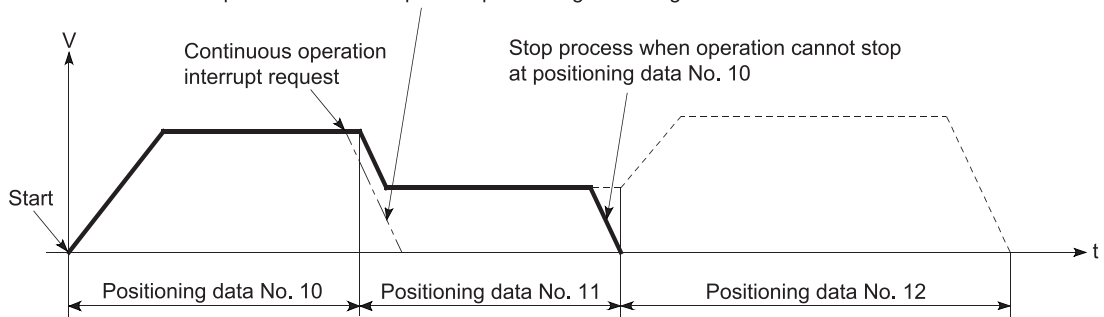 V
Continuous operation
interrupt request
Stop process when operation cannot stop
at positioning data No. 10
Start
t
Positioning data No. 10
Positioning data No. 11
Positioning data No. 12